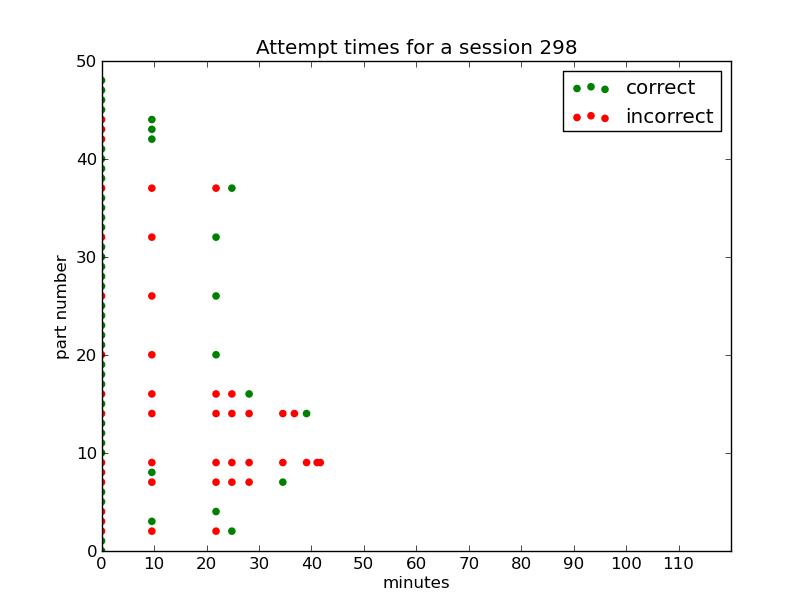 Attempt times for a session 298
correct
incorrect
50
40
30
20
10
0
part number
0 10 20 30 40 50 60 70 80 90 100 110
minutes